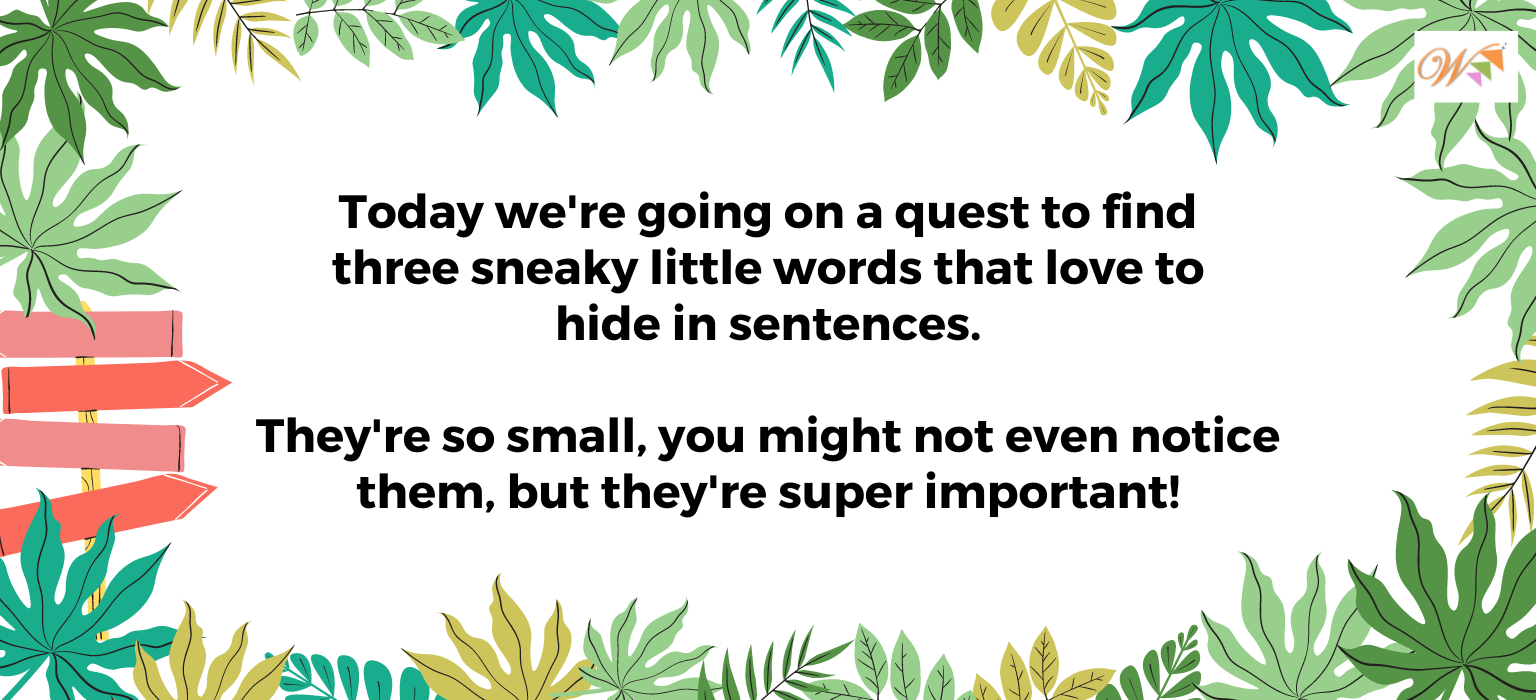 W
Today we're going on a quest to find
three sneaky little words that love to
hide in sentences.
They're so small, you might not even notice
them, but they're super important!